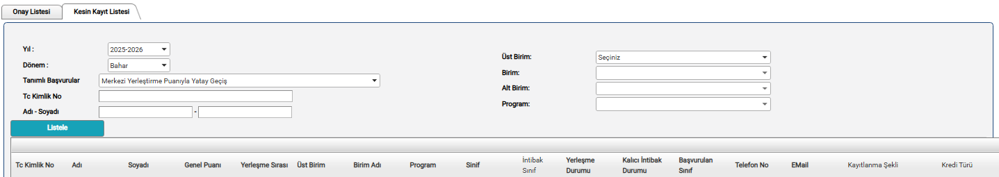 Onay Listesi
Kesin Kayıt Listesi
Yıl :
2025-2026
Dönem :
Bahar
Tanımlı Başvurular
Merkezi Yerleştirme Puanıyla Yatay Geçiş
Tc Kimlik No
Adı - Soyadı
-
Üst Birim:
Seçiniz
Birim:
Alt Birim:
Program:
Listele
Tc Kimlik No
Adı
Soyadı
Genel Puanı
Yerleşme Sırası
Üst Birim
Birim Adı
Program
Sinif
İntibak
Sınıf
Yerleşme
Durumu
Kalıcı İntibak
Durumu
Başvurulan
Sınıf
Telefon No
EMail
Kayıtlanma Şekli
Kredi Türü